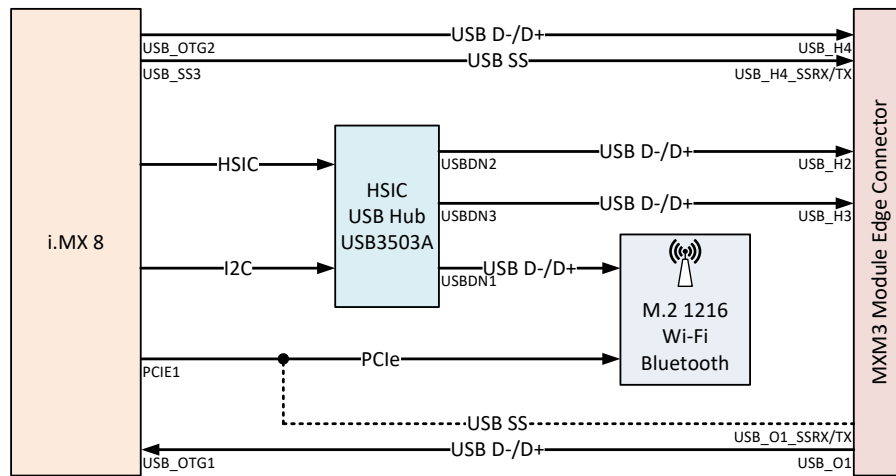 USB D-/D+
USB_OTG2
USB_H4
USB SS
USB_SS3
USB_H4_SSRX/TX
HSIC
HSIC
USB Hub
USB3503A
USB D-/D+
USBDN2
USB_H2
USB D-/D+
USBDN3
USB_H3
i.MX 8
I2C
USB D-/D+
USBDN1
M.2 1216
Wi-Fi
Bluetooth
PCIe
PCIE1
USB SS
USB_O1_SSRX/TX
USB D-/D+
USB_OTG1
USB_O1
MXM3 Module Edge Connector